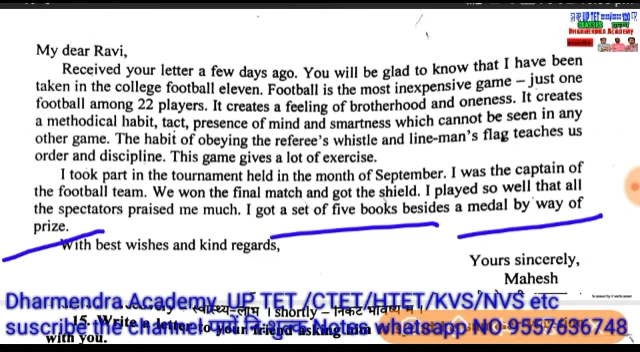 DHARMENDRA ACADEMY
My dear Ravi,
Received your letter a few days ago. You will be glad to know that I have been
taken in the college football eleven. Football is the most inexpensive game – just one
football among 22 players. It creates a feeling of brotherhood and oneness. It creates
a methodical habit, tact, presence of mind and smartness which cannot be seen in any
other game. The habit of obeying the referee's whistle and line-man's flag teaches us
order and discipline. This game gives a lot of exercise.
I took part in the tournament held in the month of September. I was the captain of
the football team. We won the final match and got the shield. I played so well that all
the spectators praised me much. I got a set of five books besides a medal by way of
prize.
With best wishes and kind regards,
Yours sincerely,
Mahesh
Dharmendra Academy UP TET /CTET/HTET/KVS/NVS etc
स्वास्थ्य-लाभ । shortly – निकट भविष्य में ।
suscribe the channel पायें नि:शुल्क Notes whatsapp NO 9557636748
15. Write a letter to your friend asking him
with you.